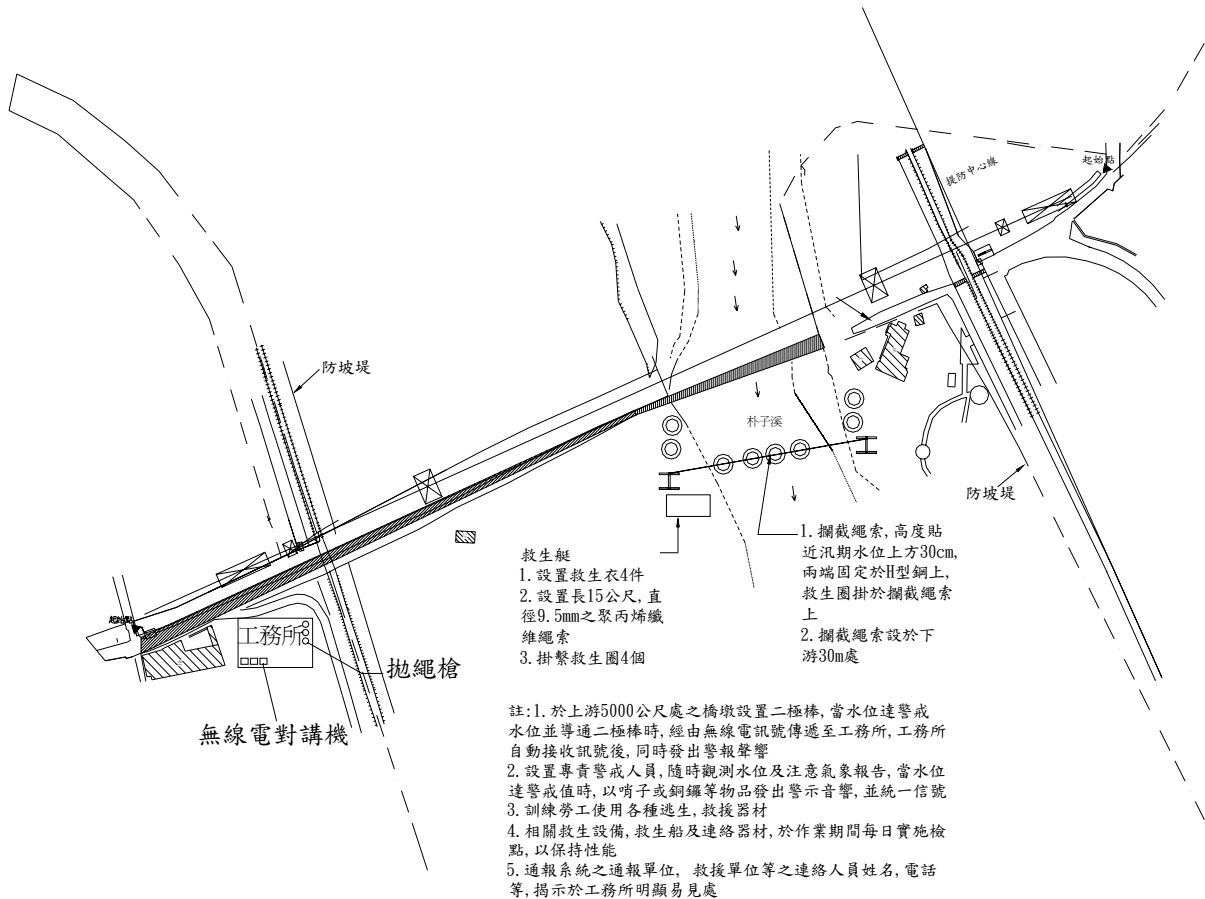 起始點
提防中心線
防坡堤
朴子溪
防坡堤
救生艇
1. 設置救生衣4件
2. 設置長15公尺, 直
徑9.5mm之聚丙烯纖
維繩索
3. 掛繫救生圈4個
1. 攔截繩索, 高度貼
近汛期水位上方30cm,
兩端固定於H型鋼上,
救生圈掛於攔截繩索
上
2. 攔截繩索設於下
游30m處
起始點
工務所
拋繩槍
無線電對講機
註:1. 於上游5000公尺處之橋墩設置二極棒, 當水位達警戒
水位並導通二極棒時, 經由無線電訊號傳遞至工務所, 工務所
自動接收訊號後, 同時發出警報聲響
2. 設置專責警戒人員, 隨時觀測水位及注意氣象報告, 當水位
達警戒值時, 以哨子或銅鑼等物品發出警示音響, 並統一信號
3. 訓練勞工使用各種逃生, 救援器材
4. 相關救生設備, 救生船及連絡器材, 於作業期間每日實施檢
點, 以保持性能
5. 通報系統之通報單位, 救援單位等之連絡人員姓名, 電話
等, 揭示於工務所明顯易見處